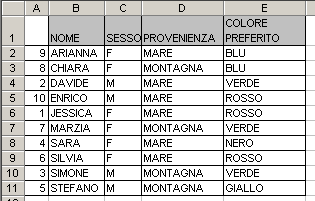 A B C D E
1 NOME SESSO PROVENIENZA COLORE PREFERITO
2 9 ARIANNA F MARE BLU
3 8 CHIARA F MONTAGNA BLU
4 2 DAVIDE M MARE VERDE
5 10 ENRICO M MARE ROSSO
6 1 JESSICA F MARE ROSSO
7 7 MARZIA F MONTAGNA VERDE
8 4 SARA F MARE NERO
9 6 SILVIA F MARE ROSSO
10 3 SIMONE M MONTAGNA VERDE
11 5 STEFANO M MONTAGNA GIALLO